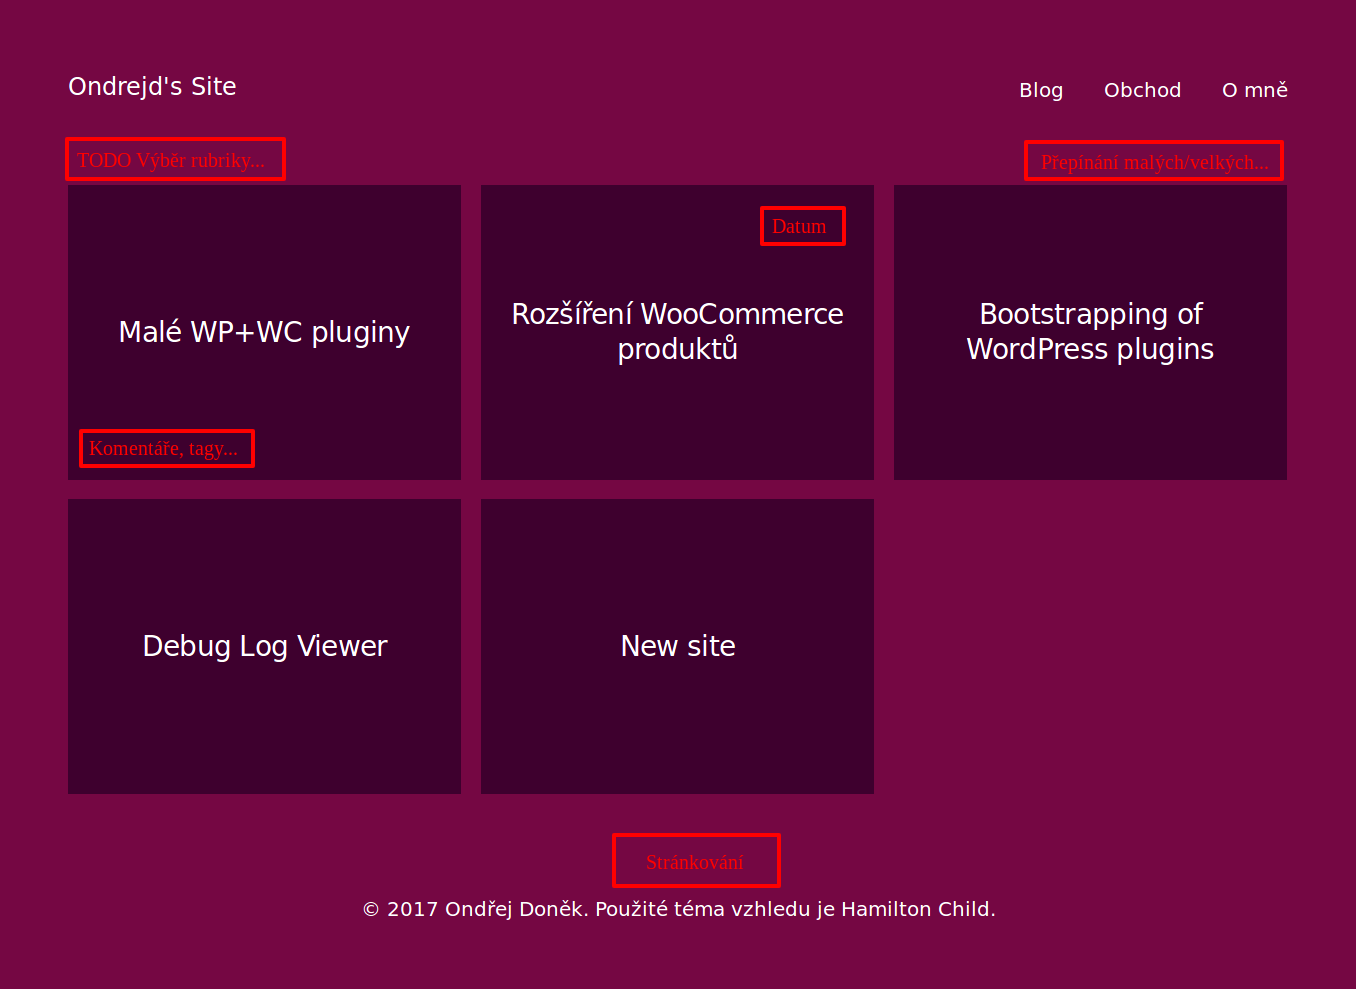 Ondrejd's Site
Blog Obchod O mně
TODO Výběr rubriky...
Přepínání malých/velkých...
Datum
Malé WP+WC pluginy
Rozšíření WooCommerce
produktů
Bootstrapping of
WordPress plugins
Komentáře, tagy...
Debug Log Viewer
New site
Stránkování
© 2017 Ondřej Doněk. Použité téma vzhledu je Hamilton Child.